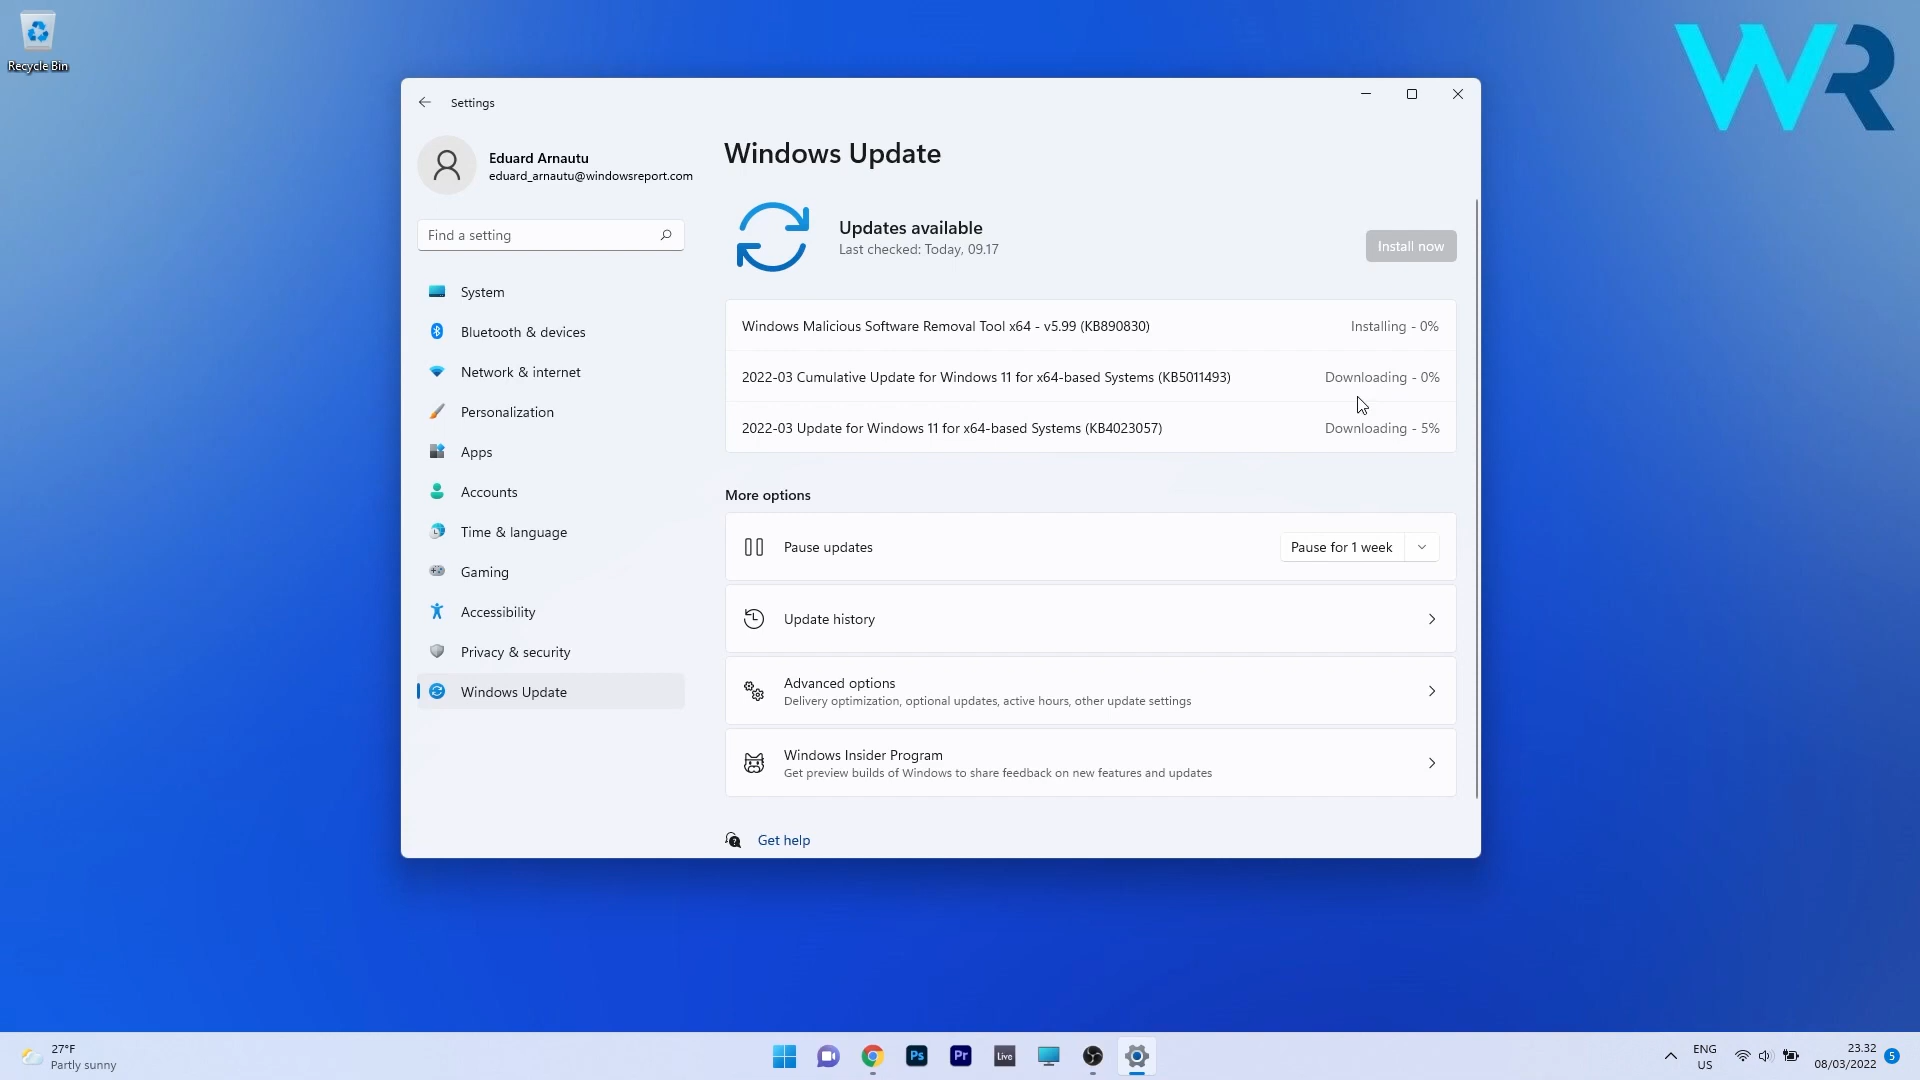 Recycle Bin
WR
Settings
Eduard Arnautu
eduard_arnautu@windowsreport.com
Find a setting
System
Bluetooth & devices
Network & internet
Personalization
Apps
Accounts
Time & language
Gaming
Accessibility
Privacy & security
Windows Update
Windows Update
Updates available
Last checked: Today, 09.17
Install now
Windows Malicious Software Removal Tool x64 - v5.99 (KB890830) Installing - 0%
2022-03 Cumulative Update for Windows 11 for x64-based Systems (KB5011493) Downloading - 0%
2022-03 Update for Windows 11 for x64-based Systems (KB4023057) Downloading - 5%
More options
Pause updates Pause for 1 week
Update history
Advanced options
Delivery optimization, optional updates, active hours, other update settings
Windows Insider Program
Get preview builds of Windows to share feedback on new features and updates
Get help
27°F
Partly sunny
Ps Pr Live
ENG
US
23.32
08/03/2022
5